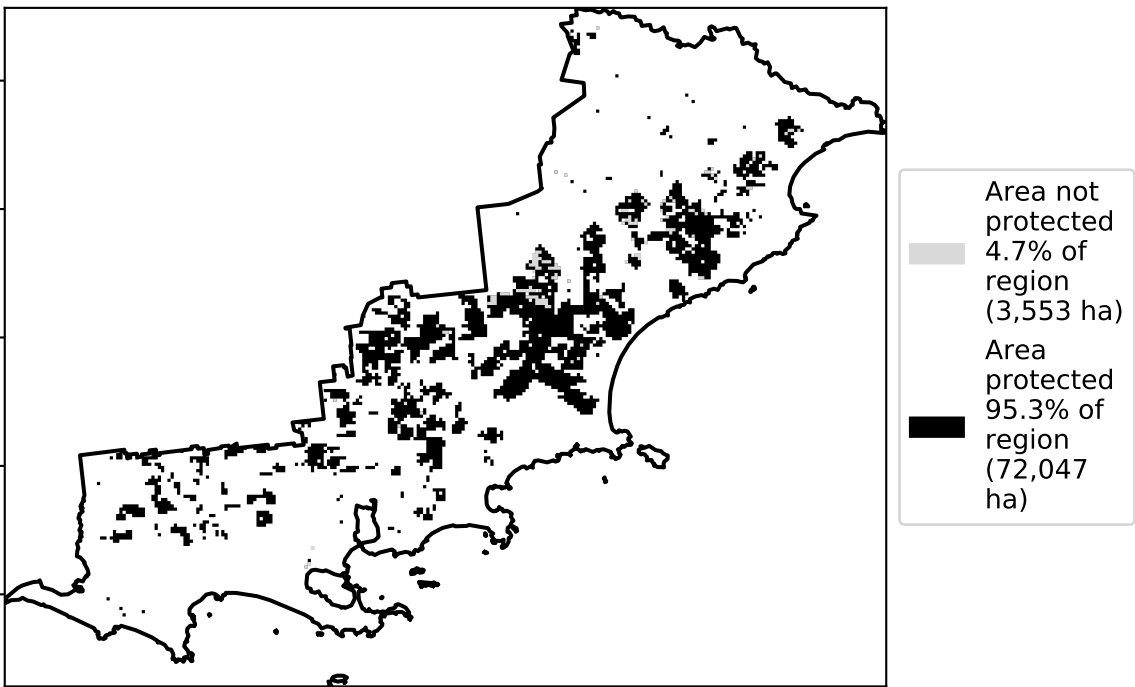 Area not
protected
4.7% of
region
(3,553 ha)
Area
protected
95.3% of
region
(72,047
ha)